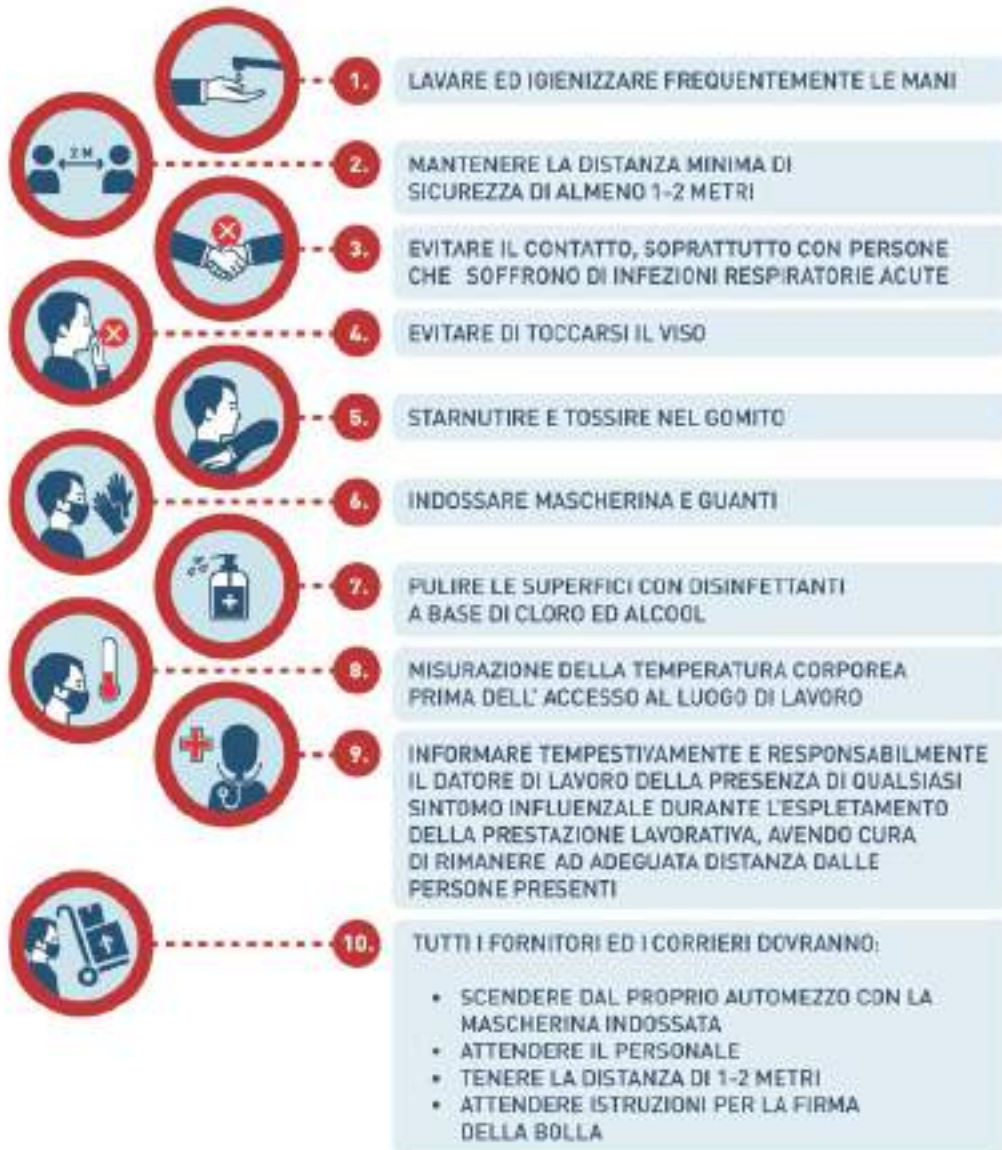 1. LAVARE ED IGIENIZZARE FREQUENTEMENTE LE MANI
2 M
2. MANTENERE LA DISTANZA MINIMA DI
SICUREZZA DI ALMENO 1-2 METRI
3. EVITARE IL CONTATTO, SOPRATTUTTO CON PERSONE
CHE SOFFRONO DI INFEZIONI RESPIRATORIE ACUTE
4. EVITARE DI TOCCARSI IL VISO
5. STARNUTIRE E TOSSIRE NEL GOMITO
6. INDOSSARE MASCHERINA E GUANTI
7. PULIRE LE SUPERFICI CON DISINFETTANTI
A BASE DI CLORO ED ALCOOL
8. MISURAZIONE DELLA TEMPERATURA CORPOREA
PRIMA DELL' ACCESSO AL LUOGO DI LAVORO
9. INFORMARE TEMPESTIVAMENTE E RESPONSABILMENTE
IL DATORE DI LAVORO DELLA PRESENZA DI QUALSIASI
SINTOMO INFLUENZALE DURANTE L'ESPLETAMENTO
DELLA PRESTAZIONE LAVORATIVA, AVENDO CURA
DI RIMANERE AD ADEGUATA DISTANZA DALLE
PERSONE PRESENTI
10. TUTTI I FORNITORI ED I CORRIERI DOVRANNO:
• SCENDERE DAL PROPRIO AUTOMEZZO CON LA
MASCHERINA INDOSSATA
• ATTENDERE IL PERSONALE
• TENERE LA DISTANZA DI 1-2 METRI
• ATTENDERE ISTRUZIONI PER LA FIRMA
DELLA BOLLA